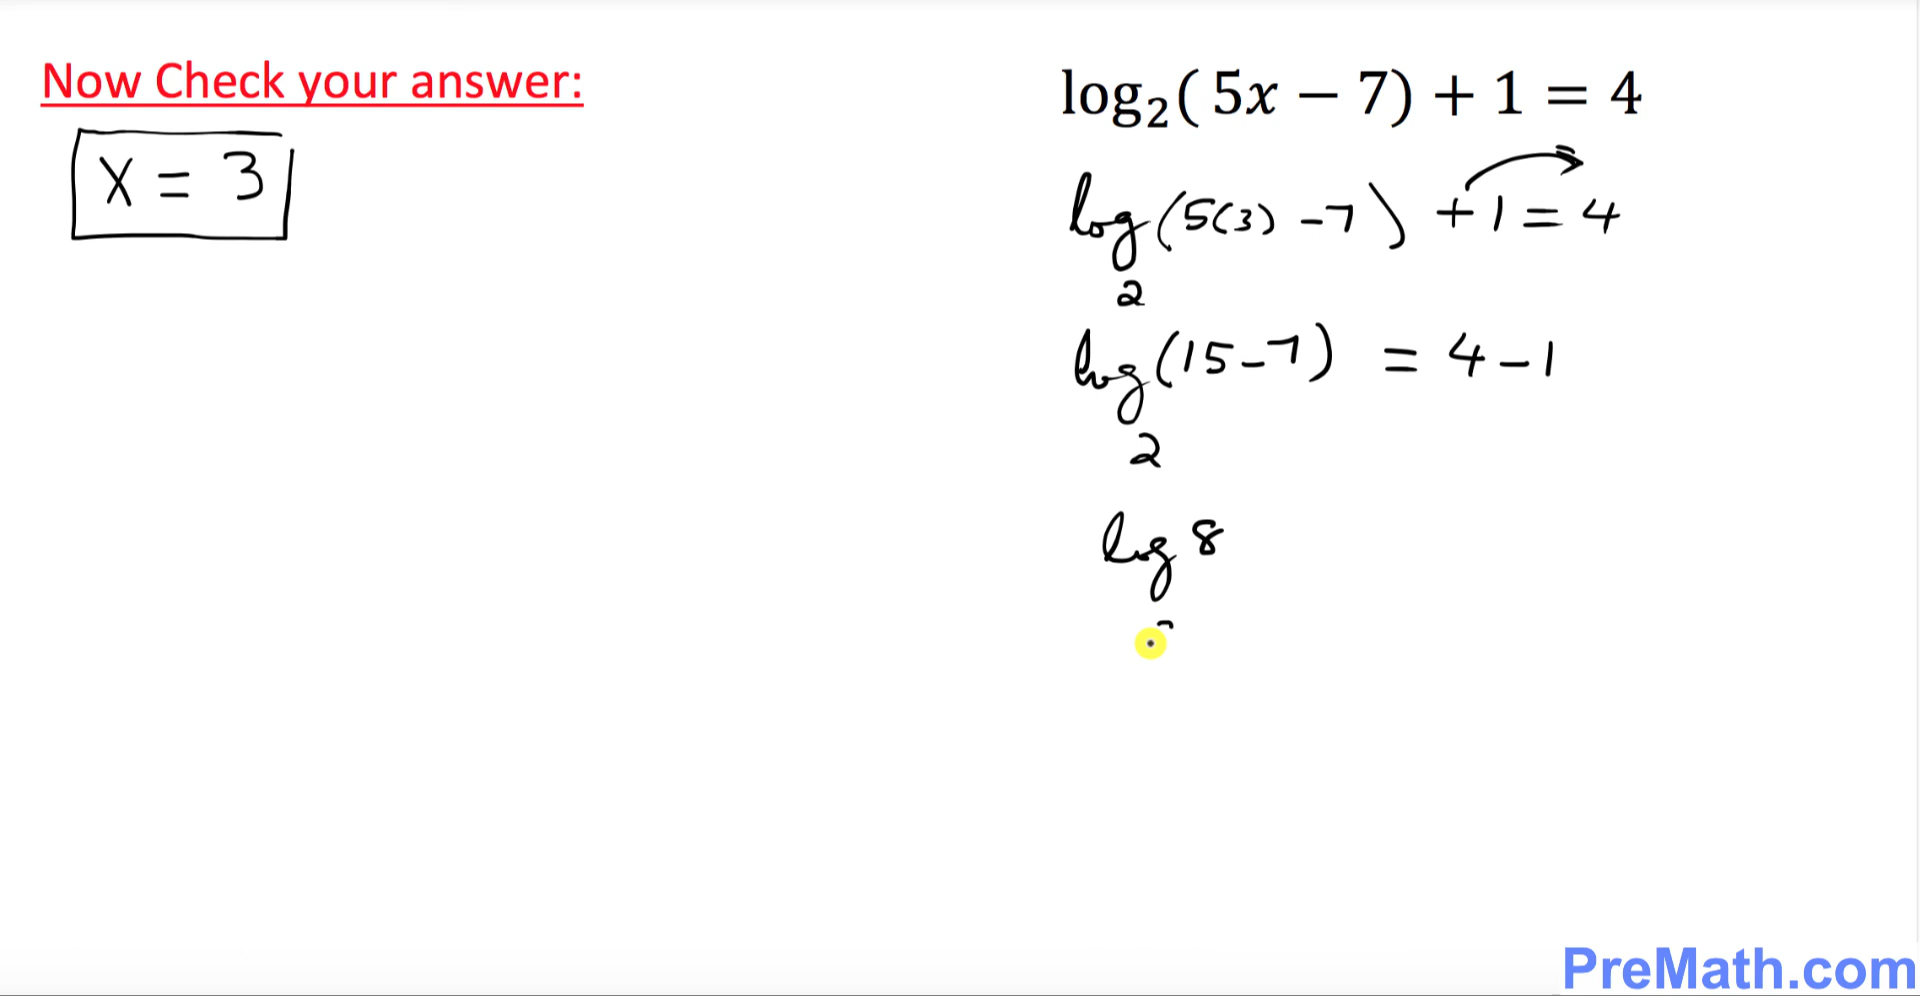 Now Check your answer:
x = 3
log₂( 5x − 7) + 1 = 4
log₂(5(3) -7) +1 = 4
log₂(15-7) = 4-1
log 8
PreMath.com